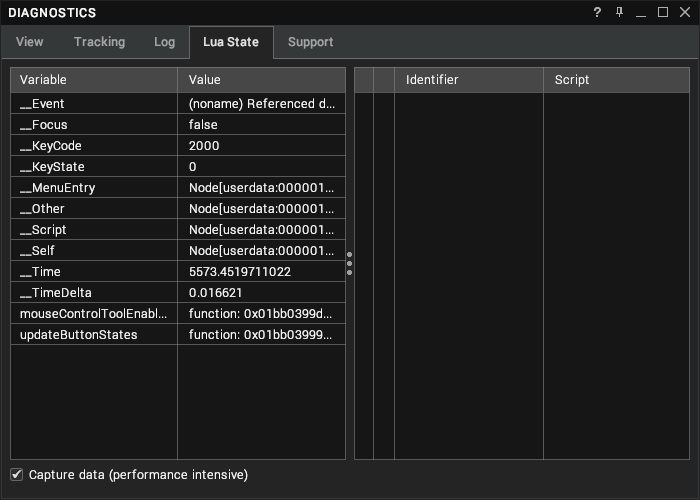 DIAGNOSTICS ?
View Tracking Log Lua State Support
Variable Value Identifier Script
__Event (noname) Referenced d...
__Focus false
__KeyCode 2000
__KeyState 0
__MenuEntry Node[userdata:000001...
__Other Node[userdata:000001...
__Script Node[userdata:000001...
__Self Node[userdata:000001...
__Time 5573.4519711022
__TimeDelta 0.016621
mouseControlToolEnabl... function: 0x01bb0399d...
updateButtonStates function: 0x01bb03999...
Capture data (performance intensive)